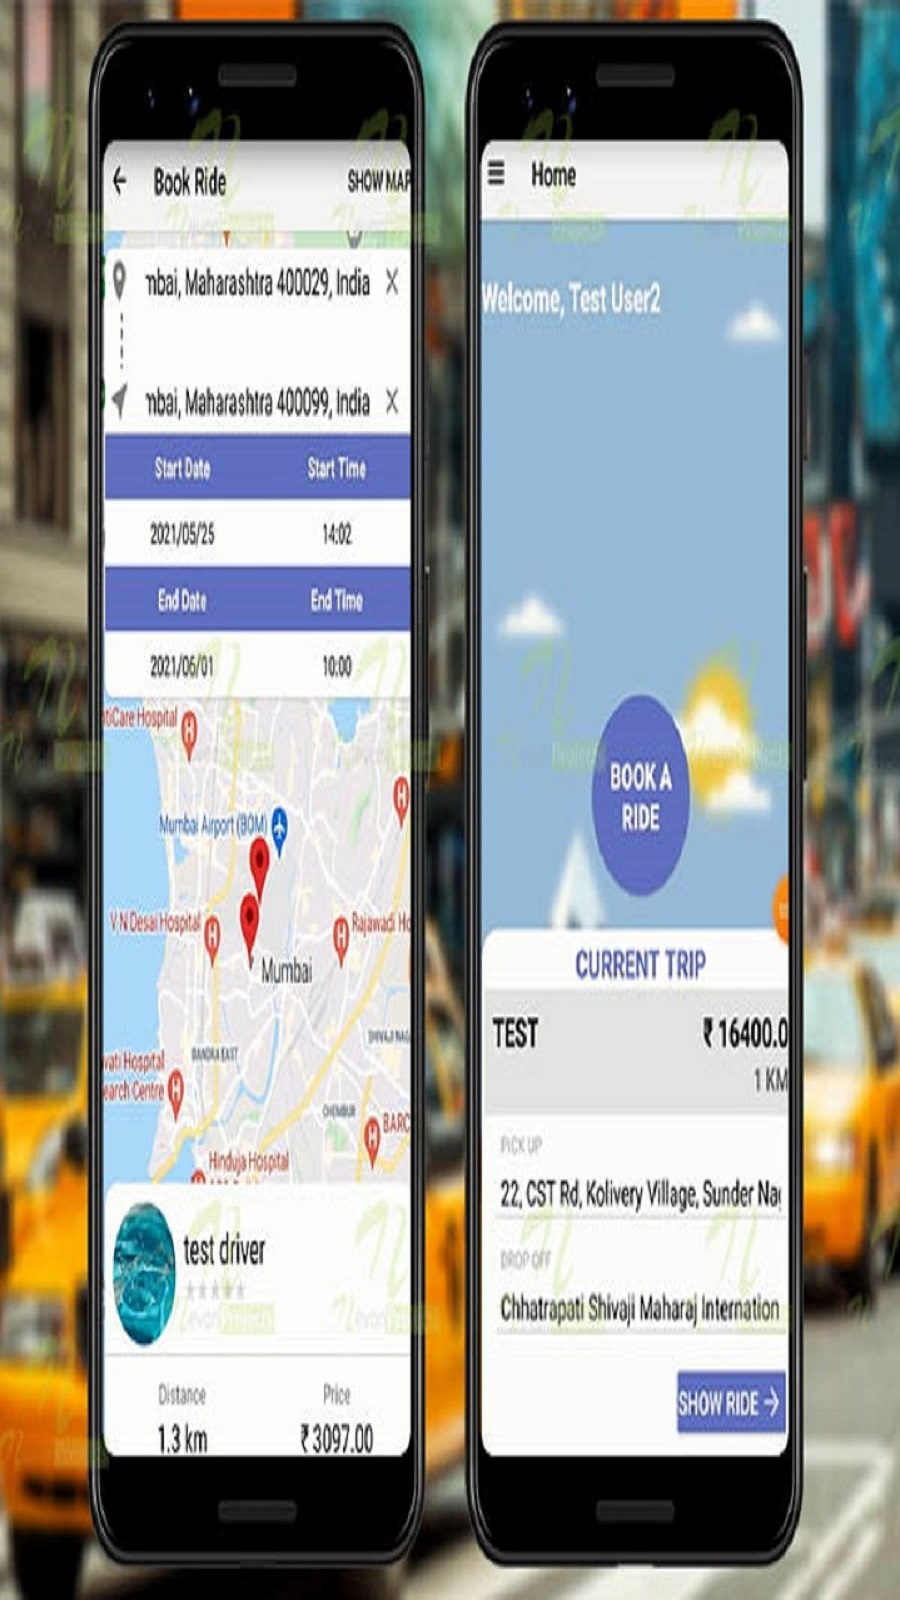 Book Ride
SHOW MAP
mbai, Maharashtra 400029, India
mbai, Maharashtra 400099, India
Start Date Start Time
2021/05/25 14:02
End Date End Time
2021/06/01 10:00
tiCare Hospital
Mumbai Airport (BOM)
V N Desai Hospital
Rajawadi Ho
Mumbai
BANDRA EAST
SHIVAJI NAG
vati Hospital
earch Centre
CHEMBUR
BARC
Hinduja Hospital
test driver
Distance Price
1.3 km ₹ 3097.00
Home
Welcome, Test User2
BOOK A
RIDE
CURRENT TRIP
TEST ₹ 16400.0
1 KM
PICK UP
22, CST Rd, Kolivery Village, Sunder Nag
DROP OFF
Chhatrapati Shivaji Maharaj Internation
SHOW RIDE →